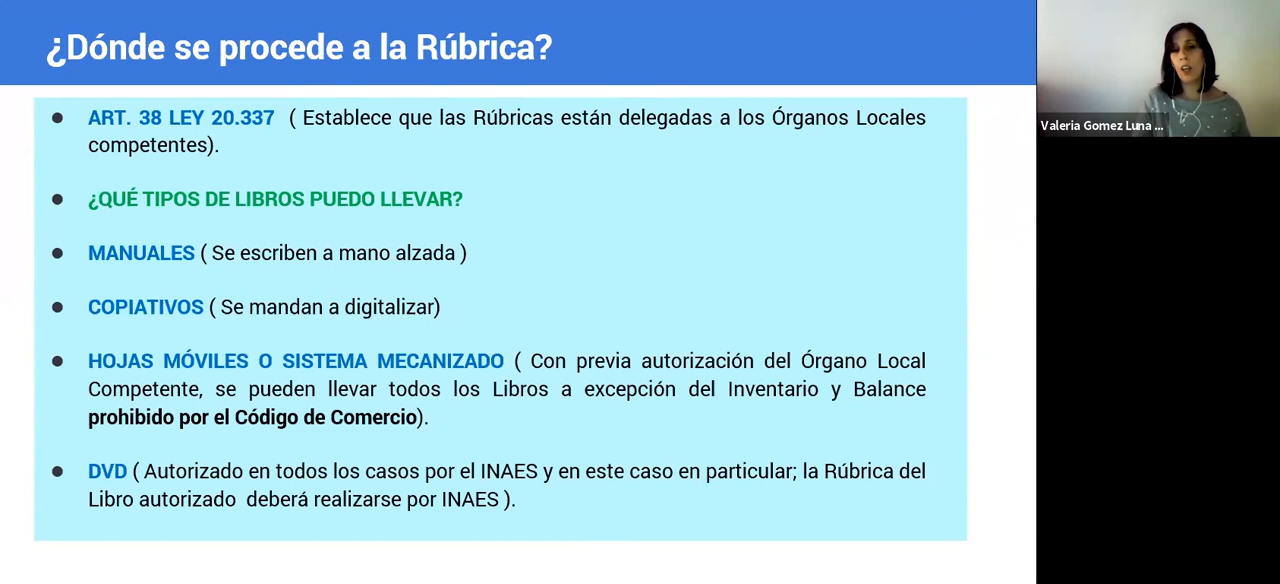 ¿Dónde se procede a la Rúbrica?
● ART. 38 LEY 20.337 ( Establece que las Rúbricas están delegadas a los Órganos Locales
competentes).
● ¿QUÉ TIPOS DE LIBROS PUEDO LLEVAR?
● MANUALES ( Se escriben a mano alzada )
● COPIATIVOS ( Se mandan a digitalizar)
● HOJAS MÓVILES O SISTEMA MECANIZADO ( Con previa autorización del Órgano Local
Competente, se pueden llevar todos los Libros a excepción del Inventario y Balance
prohibido por el Código de Comercio).
● DVD ( Autorizado en todos los casos por el INAES y en este caso en particular; la Rúbrica del
Libro autorizado deberá realizarse por INAES ).
Valeria Gomez Luna ...